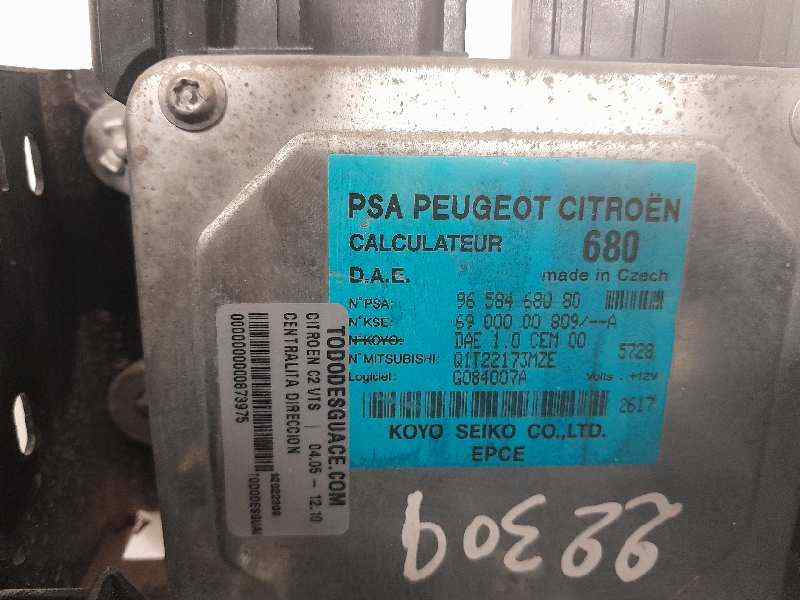 PSA PEUGEOT CITROËN
CALCULATEUR 680
D.A.E. made in Czech
N°PSA: 96 584 680 80
N°KSE: 69 000 00 809/--A
N°KOYO: DAE 1.0 CEM 00
N°MITSUBISHI: Q1T22173MZE 5728
Logiciel: G084007A Volts . +12V
2617
KOYO SEIKO CO.,LTD.
EPCE
TODODESGUACE.COM
CITROEN C2 VTS | 04.06 - 12.10
CENTRALITA DIRECCION
0000000000873975
22309